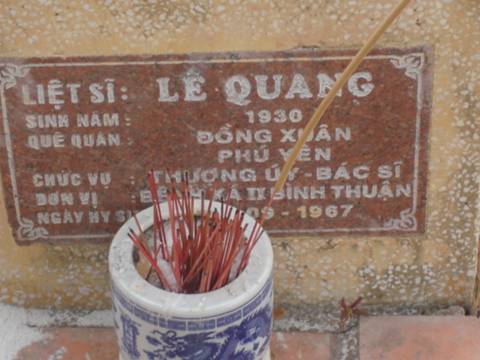 LIỆT SĨ: LÊ QUANG
SINH NĂM: 1930
QUÊ QUÁN: ĐỒNG XUÂN
PHÚ YÊN
CHỨC VỤ: THƯỢNG ÚY - BÁC SĨ
ĐƠN VỊ: XÁ II BÌNH THUẬN
NGÀY HY 09 - 1967